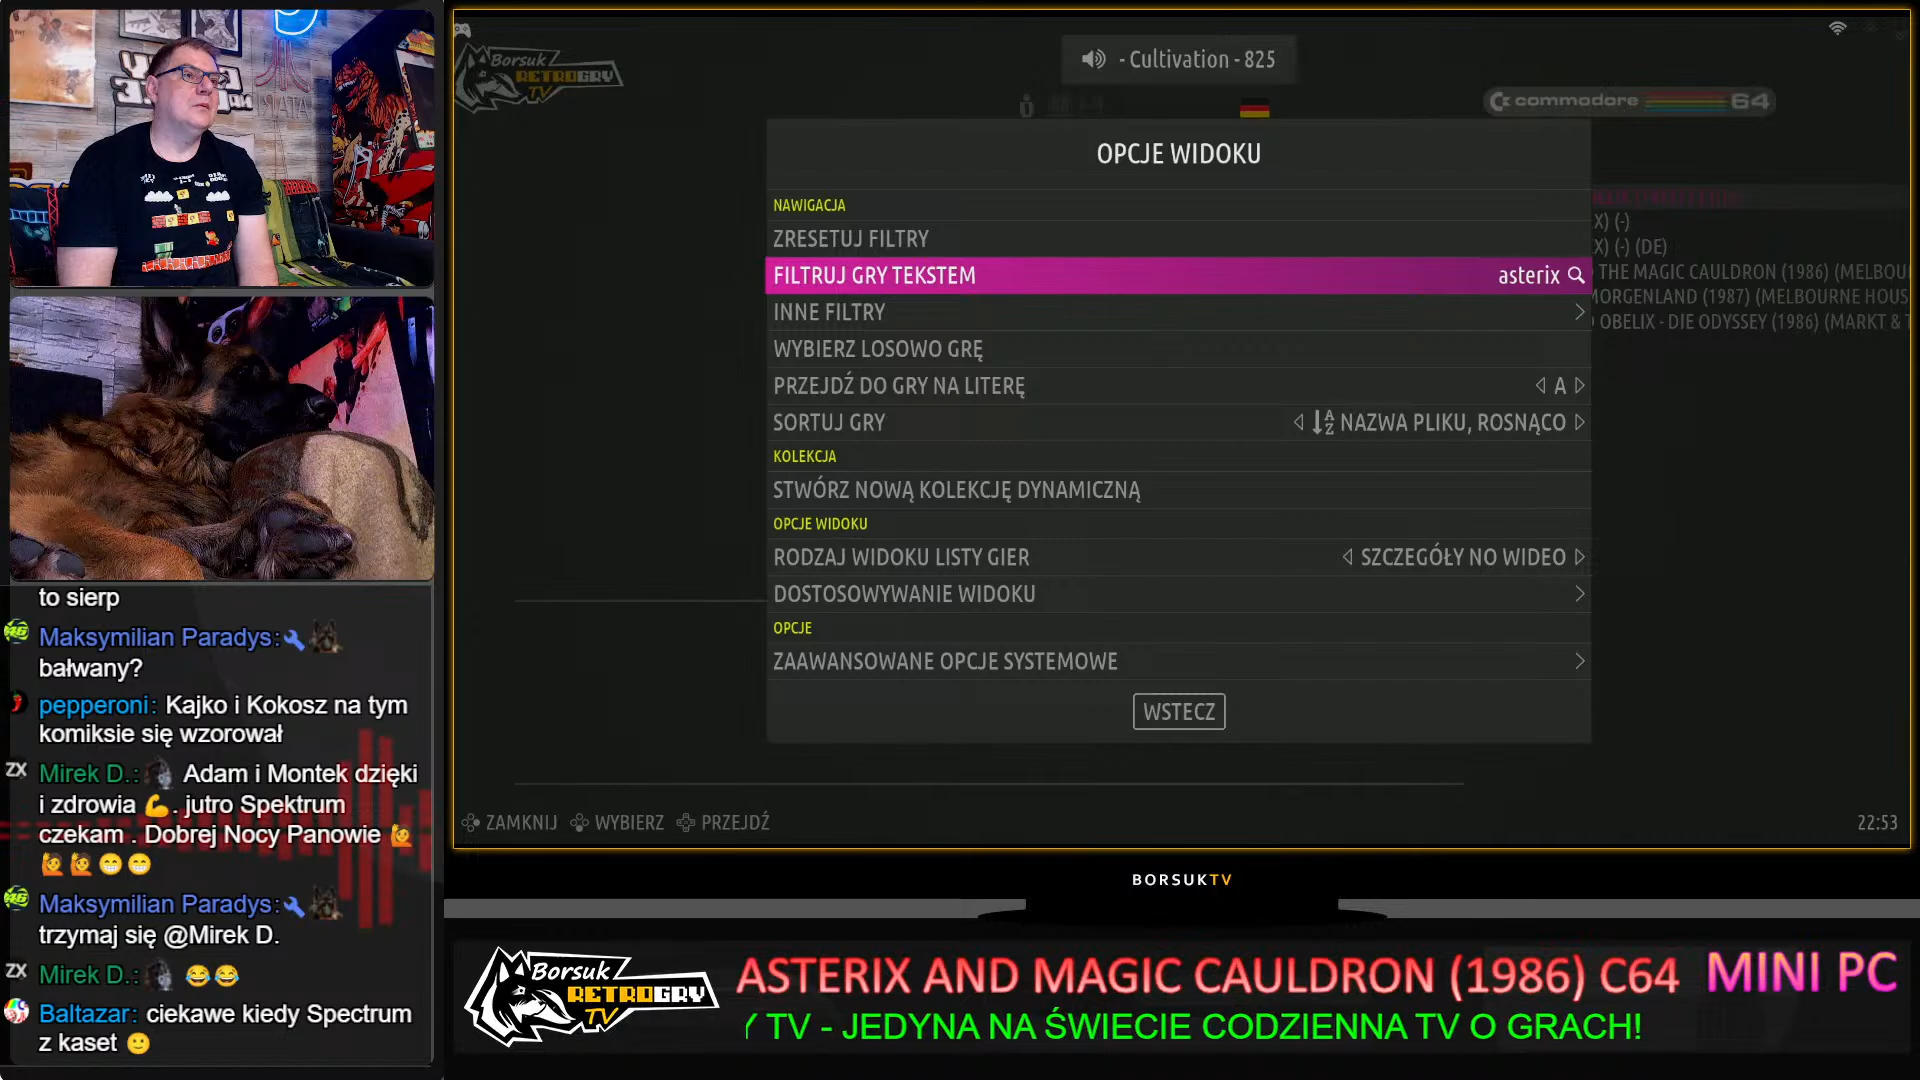 Borsuk
RETROGRY
TV
- Cultivation - 825
commodore 64
OPCJE WIDOKU
NAWIGACJA
ZRESETUJ FILTRY
FILTRUJ GRY TEKSTEM asterix
INNE FILTRY
WYBIERZ LOSOWO GRĘ
PRZEJDŹ DO GRY NA LITERĘ A
SORTUJ GRY NAZWA PLIKU, ROSNĄCO
KOLEKCJA
STWÓRZ NOWĄ KOLEKCJĘ DYNAMICZNĄ
OPCJE WIDOKU
RODZAJ WIDOKU LISTY GIER SZCZEGÓŁY NO WIDEO
DOSTOSOWYWANIE WIDOKU
OPCJE
ZAAWANSOWANE OPCJE SYSTEMOWE
WSTECZ
X) (-)
X) (-) (DE)
THE MAGIC CAULDRON (1986) (MELBOU
MORGENLAND (1987) (MELBOURNE HOUS
OBELIX - DIE ODYSSEY (1986) (MARKT & T
ZAMKNIJ WYBIERZ PRZEJDŹ
22:53
BORSUKTV
to sierp
Maksymilian Paradys:
bałwany?
pepperoni: Kajko i Kokosz na tym
komiksie się wzorował
Mirek D.: Adam i Montek dzięki
i zdrowia 💪. jutro Spektrum
czekam . Dobrej Nocy Panowie 🙋
🙋🙋😁😁
Maksymilian Paradys:
trzymaj się @Mirek D.
Mirek D.: 😂😂
Baltazar: ciekawe kiedy Spectrum
z kaset 🙂
Borsuk
RETROGRY
TV
ASTERIX AND MAGIC CAULDRON (1986) C64 MINI PC
Y TV - JEDYNA NA ŚWIECIE CODZIENNA TV O GRACH!